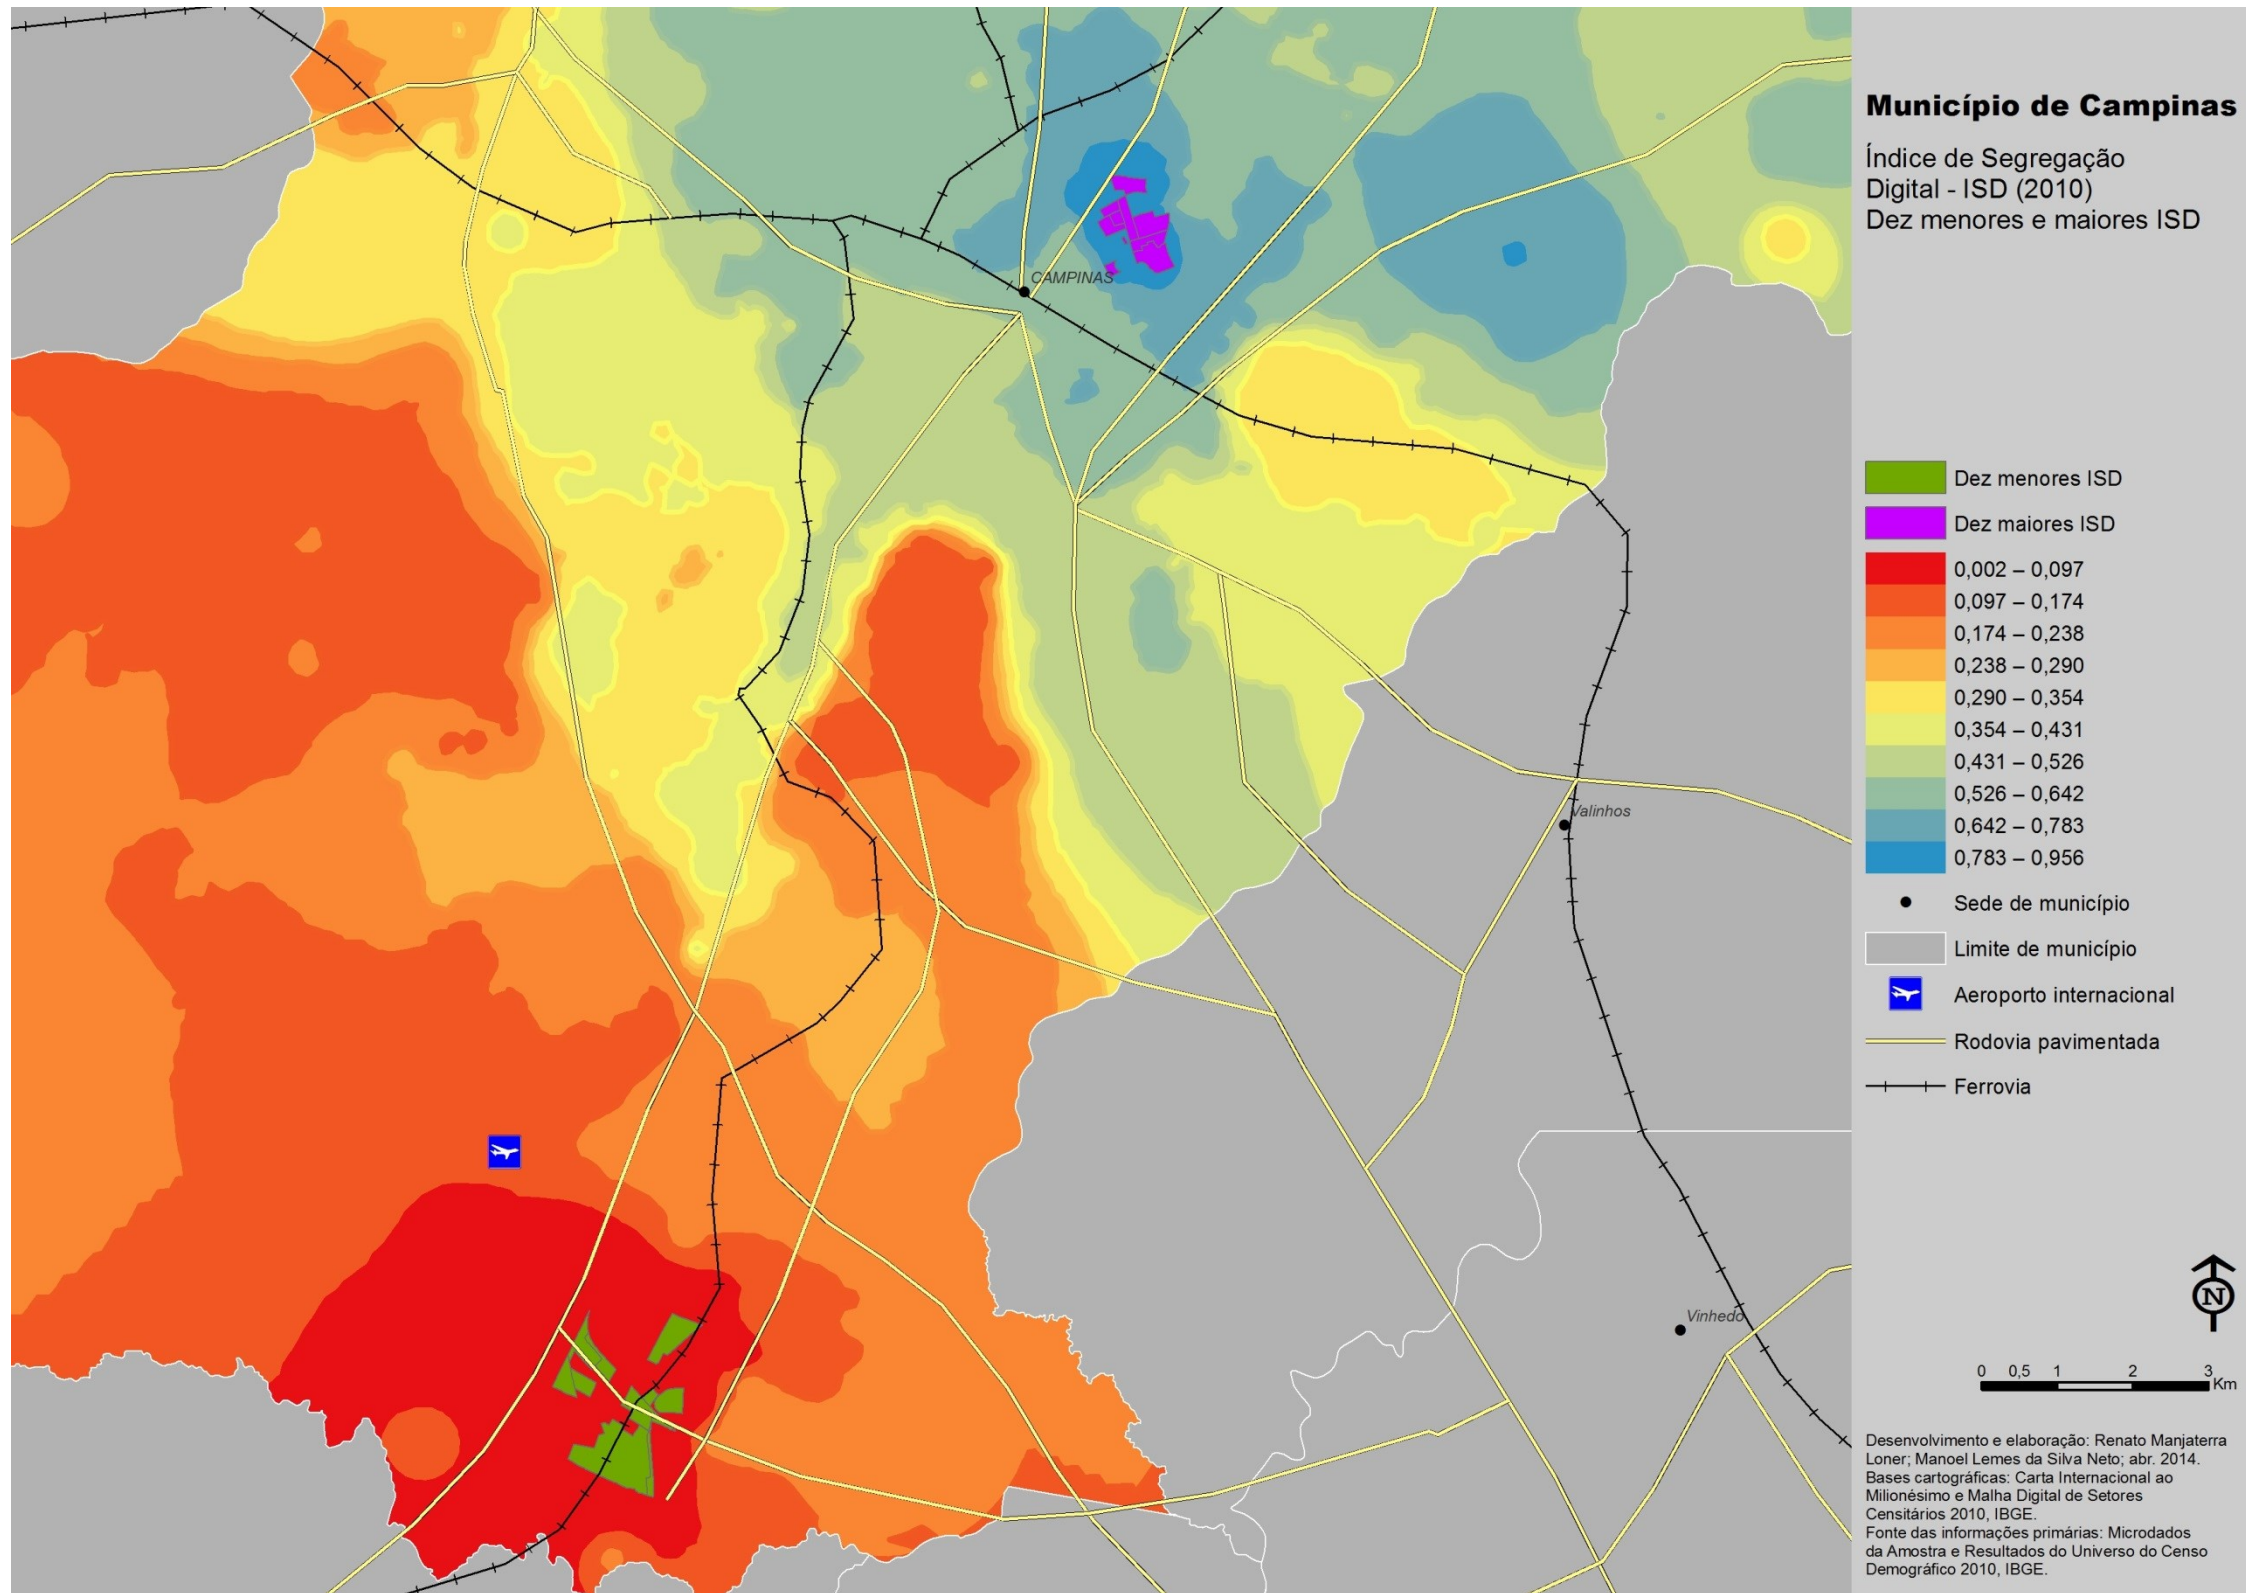 Município de Campinas
Índice de Segregação
Digital - ISD (2010)
Dez menores e maiores ISD
Dez menores ISD
Dez maiores ISD
0,002 – 0,097
0,097 – 0,174
0,174 – 0,238
0,238 – 0,290
0,290 – 0,354
0,354 – 0,431
0,431 – 0,526
0,526 – 0,642
0,642 – 0,783
0,783 – 0,956
Sede de município
Limite de município
Aeroporto internacional
Rodovia pavimentada
Ferrovia
CAMPINAS
Valinhos
Vinhedo
N
0 0,5 1 2 3
Km
Desenvolvimento e elaboração: Renato Manjaterra
Loner; Manoel Lemes da Silva Neto; abr. 2014.
Bases cartográficas: Carta Internacional ao
Milionésimo e Malha Digital de Setores
Censitários 2010, IBGE.
Fonte das informações primárias: Microdados
da Amostra e Resultados do Universo do Censo
Demográfico 2010, IBGE.